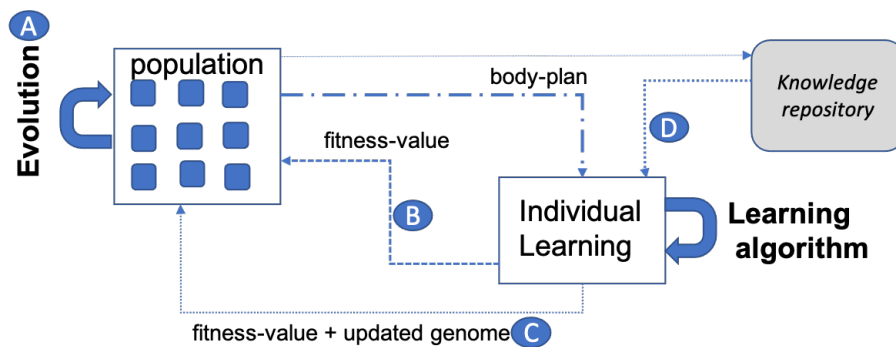 A
Evolution
population
body-plan
Knowledge
repository
fitness-value
D
B
Individual
Learning
Learning
algorithm
fitness-value + updated genome
C